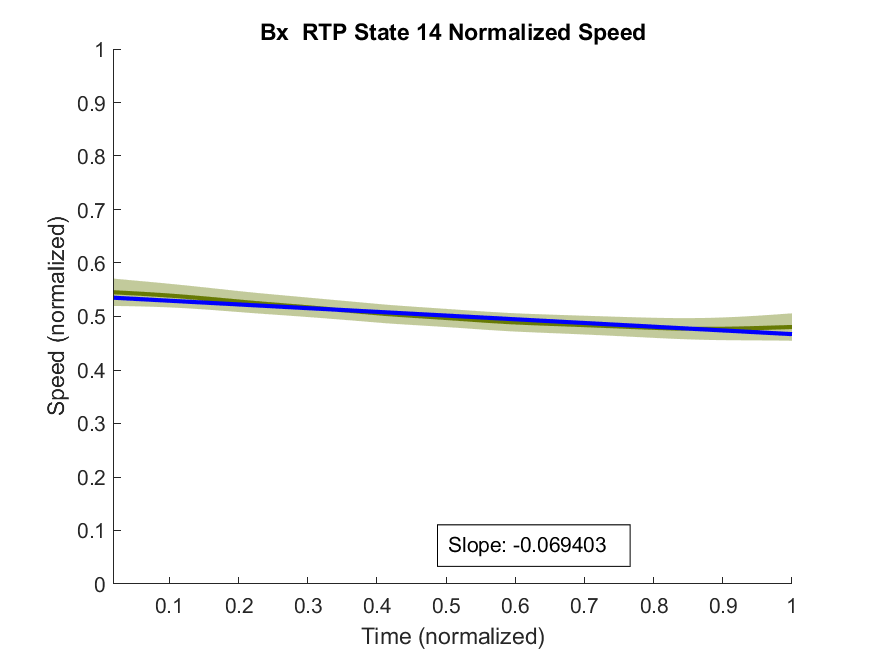 Bx  RTP State 14 Normalized Speed
1
0.9
0.8
0.7
0.6
0.5
0.4
0.3
0.2
0.1
0
Speed (normalized)
Slope: -0.069403
0.1 0.2 0.3 0.4 0.5 0.6 0.7 0.8 0.9 1
Time (normalized)